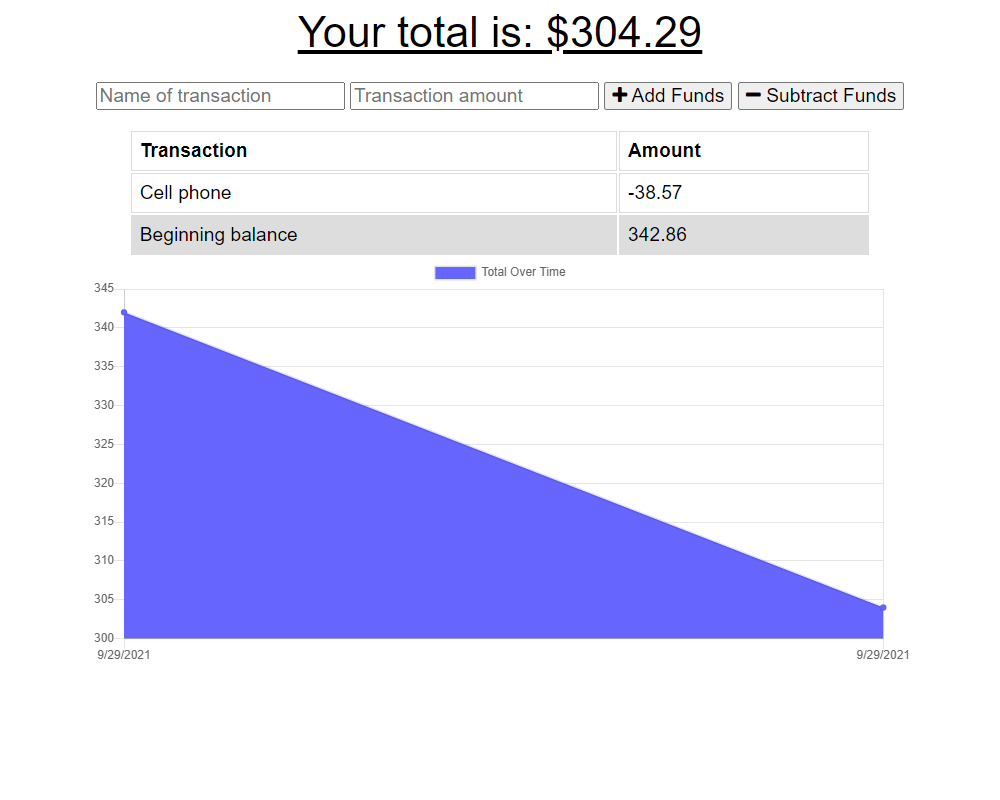 Your total is: $304.29
Name of transaction Transaction amount Add Funds Subtract Funds
Transaction Amount
Cell phone -38.57
Beginning balance 342.86
Total Over Time
345
340
335
330
325
320
315
310
305
300
9/29/2021 9/29/2021